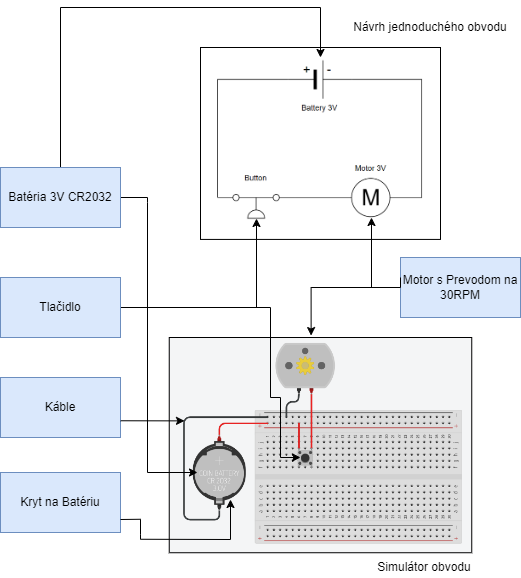 Návrh jednoduchého obvodu
+ -
Battery 3V
Batéria 3V CR2032
Button
Motor 3V
M
Motor s Prevodom na
30RPM
Tlačidlo
Káble
Kryt na Batériu
COIN BATTERY
CR 2032
3.0V
Simulátor obvodu